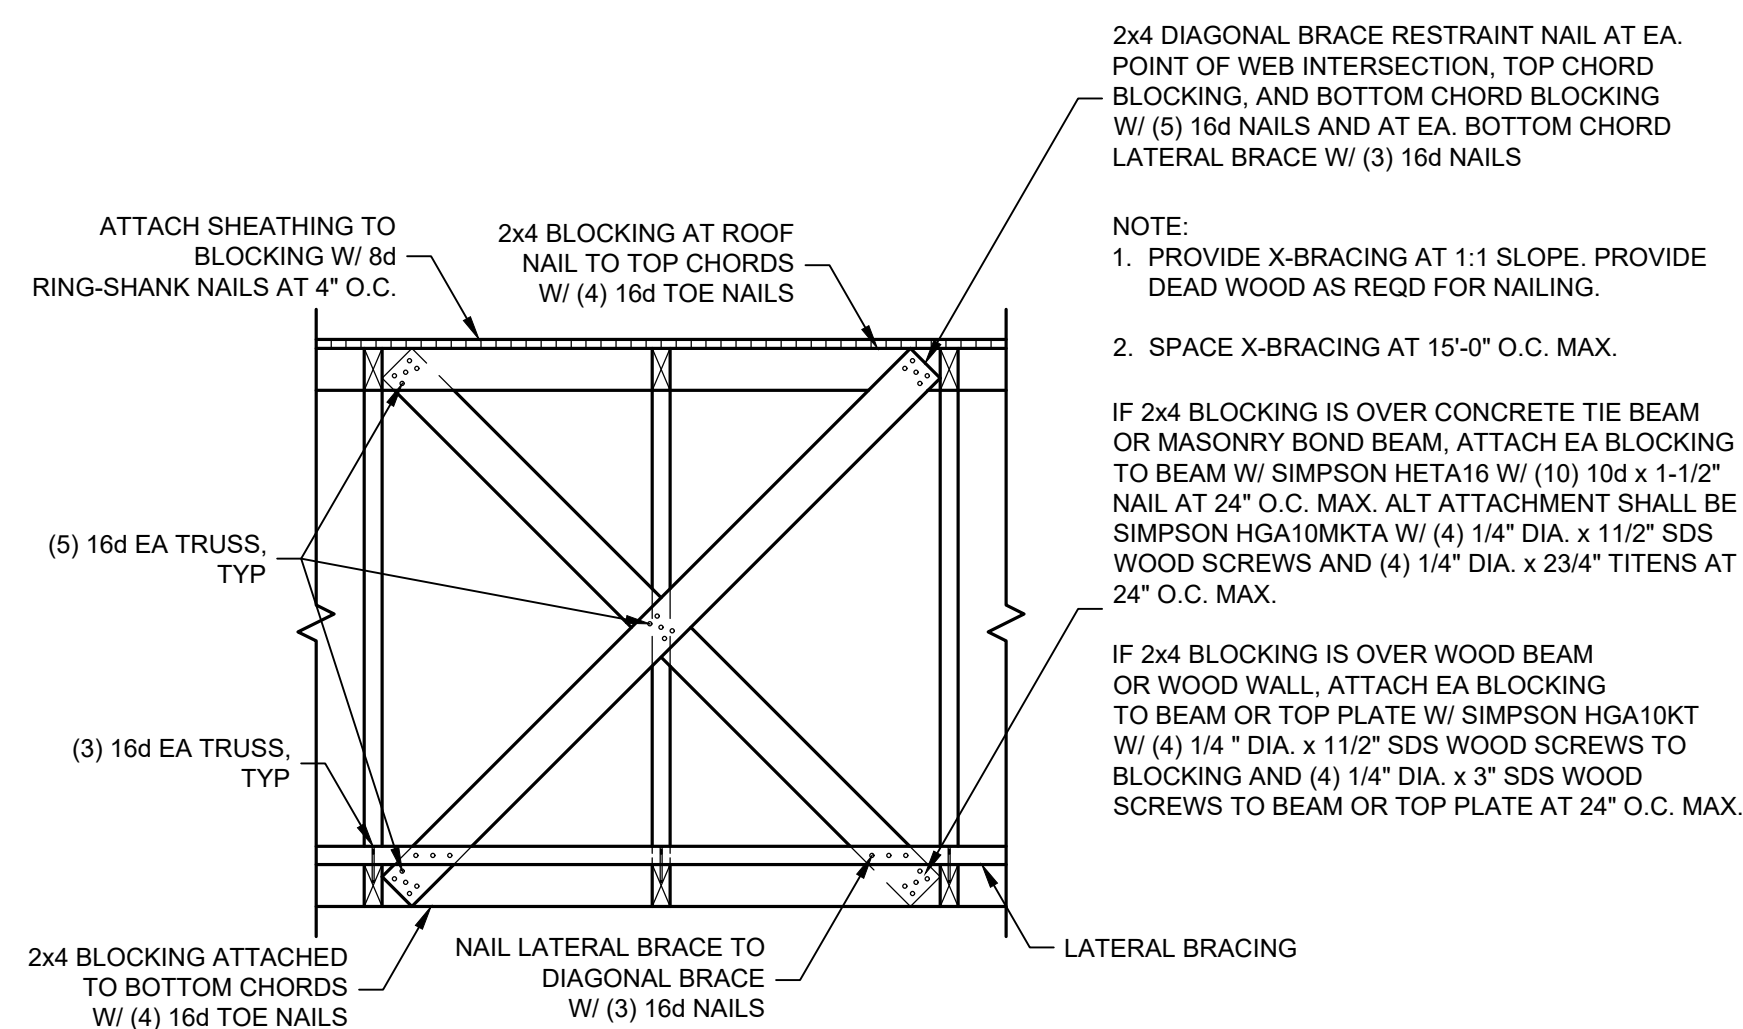 2x4 DIAGONAL BRACE RESTRAINT NAIL AT EA.
POINT OF WEB INTERSECTION, TOP CHORD
BLOCKING, AND BOTTOM CHORD BLOCKING
W/ (5) 16d NAILS AND AT EA. BOTTOM CHORD
LATERAL BRACE W/ (3) 16d NAILS
ATTACH SHEATHING TO
BLOCKING W/ 8d
RING-SHANK NAILS AT 4" O.C.
2x4 BLOCKING AT ROOF
NAIL TO TOP CHORDS
W/ (4) 16d TOE NAILS
NOTE:
1. PROVIDE X-BRACING AT 1:1 SLOPE. PROVIDE
DEAD WOOD AS REQD FOR NAILING.
2. SPACE X-BRACING AT 15'-0" O.C. MAX.
IF 2x4 BLOCKING IS OVER CONCRETE TIE BEAM
OR MASONRY BOND BEAM, ATTACH EA BLOCKING
TO BEAM W/ SIMPSON HETA16 W/ (10) 10d x 1-1/2"
NAIL AT 24" O.C. MAX. ALT ATTACHMENT SHALL BE
SIMPSON HGA10MKTA W/ (4) 1/4" DIA. x 11/2" SDS
WOOD SCREWS AND (4) 1/4" DIA. x 23/4" TITENS AT
24" O.C. MAX.
(5) 16d EA TRUSS,
TYP
IF 2x4 BLOCKING IS OVER WOOD BEAM
OR WOOD WALL, ATTACH EA BLOCKING
TO BEAM OR TOP PLATE W/ SIMPSON HGA10KT
W/ (4) 1/4 " DIA. x 11/2" SDS WOOD SCREWS TO
BLOCKING AND (4) 1/4" DIA. x 3" SDS WOOD
SCREWS TO BEAM OR TOP PLATE AT 24" O.C. MAX.
(3) 16d EA TRUSS,
TYP
2x4 BLOCKING ATTACHED
TO BOTTOM CHORDS
W/ (4) 16d TOE NAILS
NAIL LATERAL BRACE TO
DIAGONAL BRACE
W/ (3) 16d NAILS
LATERAL BRACING